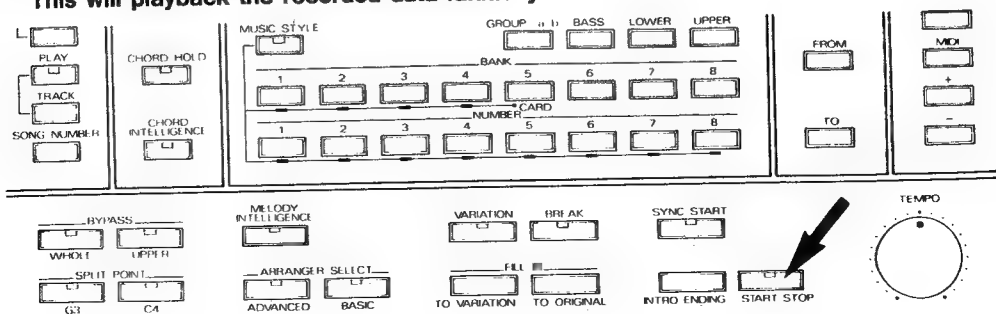 This will playback the recorded data
MUSIC STYLE
GROUP a b BASS LOWER UPPER
PLAY
CHORD HOLD
BANK
FROM
MIDI
1 2 3 4 5 6 7 8
+
TRACK
CARD
NUMBER
SONG NUMBER
CHORD
INTELLIGENCE
1 2 3 4 5 6 7 8
TO
-
BYPASS
MELODY
INTELLIGENCE
VARIATION BREAK
SYNC START
TEMPO
WHOLE UPPER
SPLIT POINT
ARRANGER SELECT
FILL
G3 C4
ADVANCED BASIC
TO VARIATION TO ORIGINAL
INTRO ENDING START STOP